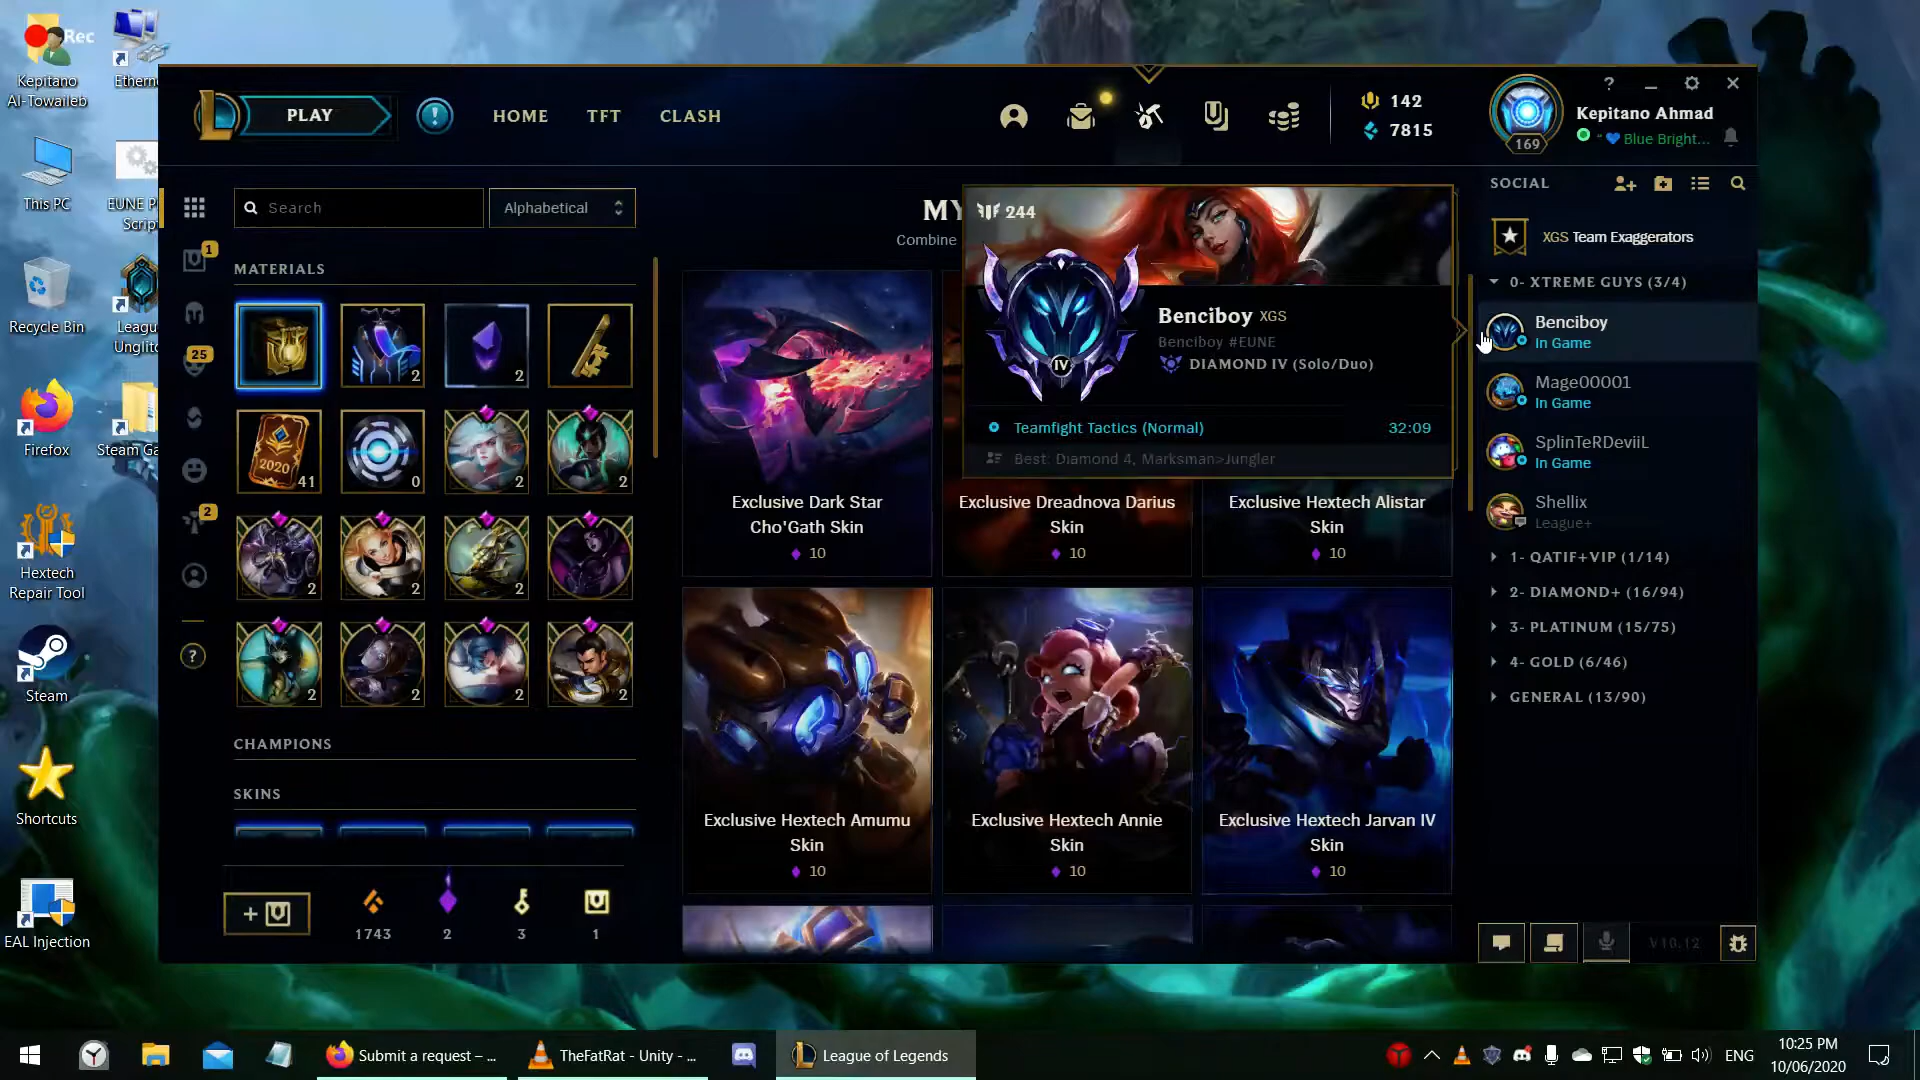 Rec
Kepitano
Al-Towaileb
This PC
Recycle Bin
Firefox
Steam Ga
Hextech
Repair Tool
Steam
Shortcuts
EAL Injection
Ethern
EUNE P
Script
Leagu
Unglitc
PLAY
HOME
TFT
CLASH
142
7815
169
?
Kepitano Ahmad
" 💙 Blue Bright...
Search
Alphabetical
1
25
2
?
MATERIALS
2
2
2020
41
0
2
2
2
2
2
2
2
2
2
2
CHAMPIONS
SKINS
+
1743
2
3
1
MY
Combine
Exclusive Dark Star
Cho'Gath Skin
10
Exclusive Dreadnova Darius
Skin
10
Exclusive Hextech Alistar
Skin
10
Exclusive Hextech Amumu
Skin
10
Exclusive Hextech Annie
Skin
10
Exclusive Hextech Jarvan IV
Skin
10
244
IV
Benciboy XGS
Benciboy #EUNE
DIAMOND IV (Solo/Duo)
Teamfight Tactics (Normal)
32:09
Best: Diamond 4, Marksman>Jungler
SOCIAL
XGS Team Exaggerators
0- XTREME GUYS (3/4)
Benciboy
In Game
Mage00001
In Game
SplinTeRDeviiL
In Game
Shellix
League+
1- QATIF+VIP (1/14)
2- DIAMOND+ (16/94)
3- PLATINUM (15/75)
4- GOLD (6/46)
GENERAL (13/90)
V10.12
Submit a request – ...
TheFatRat - Unity - ...
League of Legends
ENG
10:25 PM
10/06/2020